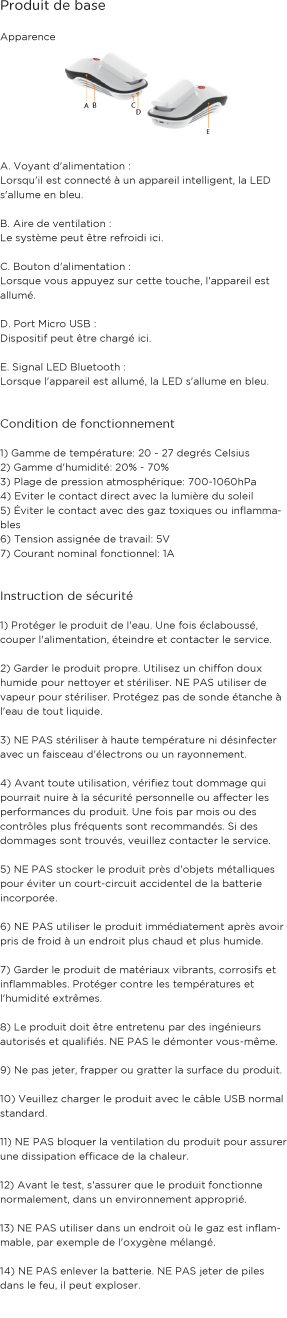 Produit de base
Apparence
A B C D E
A. Voyant d'alimentation :
Lorsqu'il est connecté à un appareil intelligent, la LED
s'allume en bleu.
B. Aire de ventilation :
Le système peut être refroidi ici.
C. Bouton d'alimentation :
Lorsque vous appuyez sur cette touche, l'appareil est
allumé.
D. Port Micro USB :
Dispositif peut être chargé ici.
E. Signal LED Bluetooth :
Lorsque l'appareil est allumé, la LED s'allume en bleu.
Condition de fonctionnement
1) Gamme de température: 20 - 27 degrés Celsius
2) Gamme d'humidité: 20% - 70%
3) Plage de pression atmosphérique: 700-1060hPa
4) Eviter le contact direct avec la lumière du soleil
5) Éviter le contact avec des gaz toxiques ou inflamma-
bles
6) Tension assignée de travail: 5V
7) Courant nominal fonctionnel: 1A
Instruction de sécurité
1) Protéger le produit de l'eau. Une fois éclaboussé,
couper l'alimentation, éteindre et contacter le service.
2) Garder le produit propre. Utilisez un chiffon doux
humide pour nettoyer et stériliser. NE PAS utiliser de
vapeur pour stériliser. Protégez pas de sonde étanche à
l'eau de tout liquide.
3) NE PAS stériliser à haute température ni désinfecter
avec un faisceau d'électrons ou un rayonnement.
4) Avant toute utilisation, vérifiez tout dommage qui
pourrait nuire à la sécurité personnelle ou affecter les
performances du produit. Une fois par mois ou des
contrôles plus fréquents sont recommandés. Si des
dommages sont trouvés, veuillez contacter le service.
5) NE PAS stocker le produit près d'objets métalliques
pour éviter un court-circuit accidentel de la batterie
incorporée.
6) NE PAS utiliser le produit immédiatement après avoir
pris de froid à un endroit plus chaud et plus humide.
7) Garder le produit de matériaux vibrants, corrosifs et
inflammables. Protéger contre les températures et
l'humidité extrêmes.
8) Le produit doit être entretenu par des ingénieurs
autorisés et qualifiés. NE PAS le démonter vous-même.
9) Ne pas jeter, frapper ou gratter la surface du produit.
10) Veuillez charger le produit avec le câble USB normal
standard.
11) NE PAS bloquer la ventilation du produit pour assurer
une dissipation efficace de la chaleur.
12) Avant le test, s'assurer que le produit fonctionne
normalement, dans un environnement approprié.
13) NE PAS utiliser dans un endroit où le gaz est inflam-
mable, par exemple de l'oxygène mélangé.
14) NE PAS enlever la batterie. NE PAS jeter de piles
dans le feu, il peut exploser.